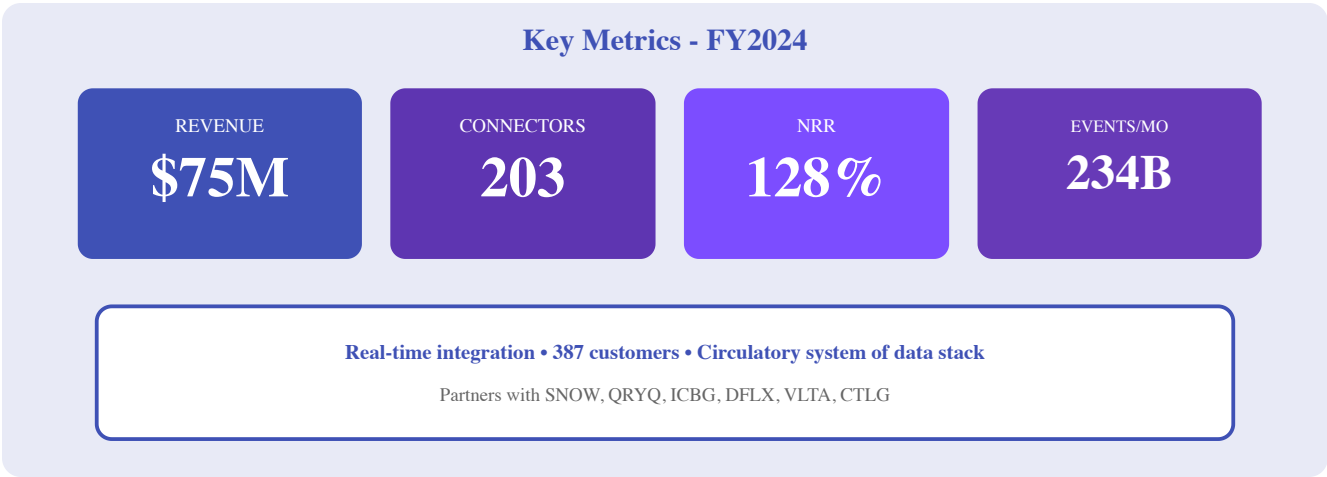 Key Metrics - FY2024
REVENUE
$75M
CONNECTORS
203
NRR
128%
EVENTS/MO
234B
Real-time integration • 387 customers • Circulatory system of data stack
Partners with SNOW, QRYQ, ICBG, DFLX, VLTA, CTLG